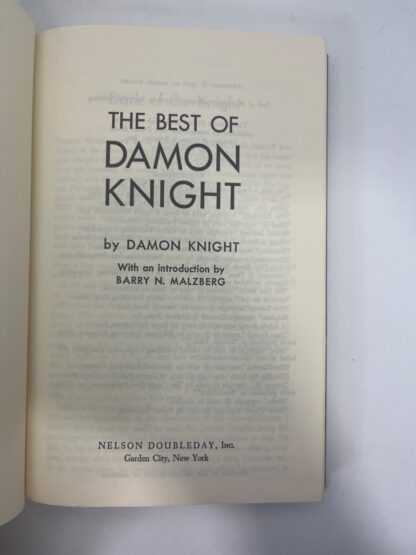 THE BEST OF
DAMON
KNIGHT
by DAMON KNIGHT
With an introduction by
BARRY N. MALZBERG
NELSON DOUBLEDAY, INC.
Garden City, New York